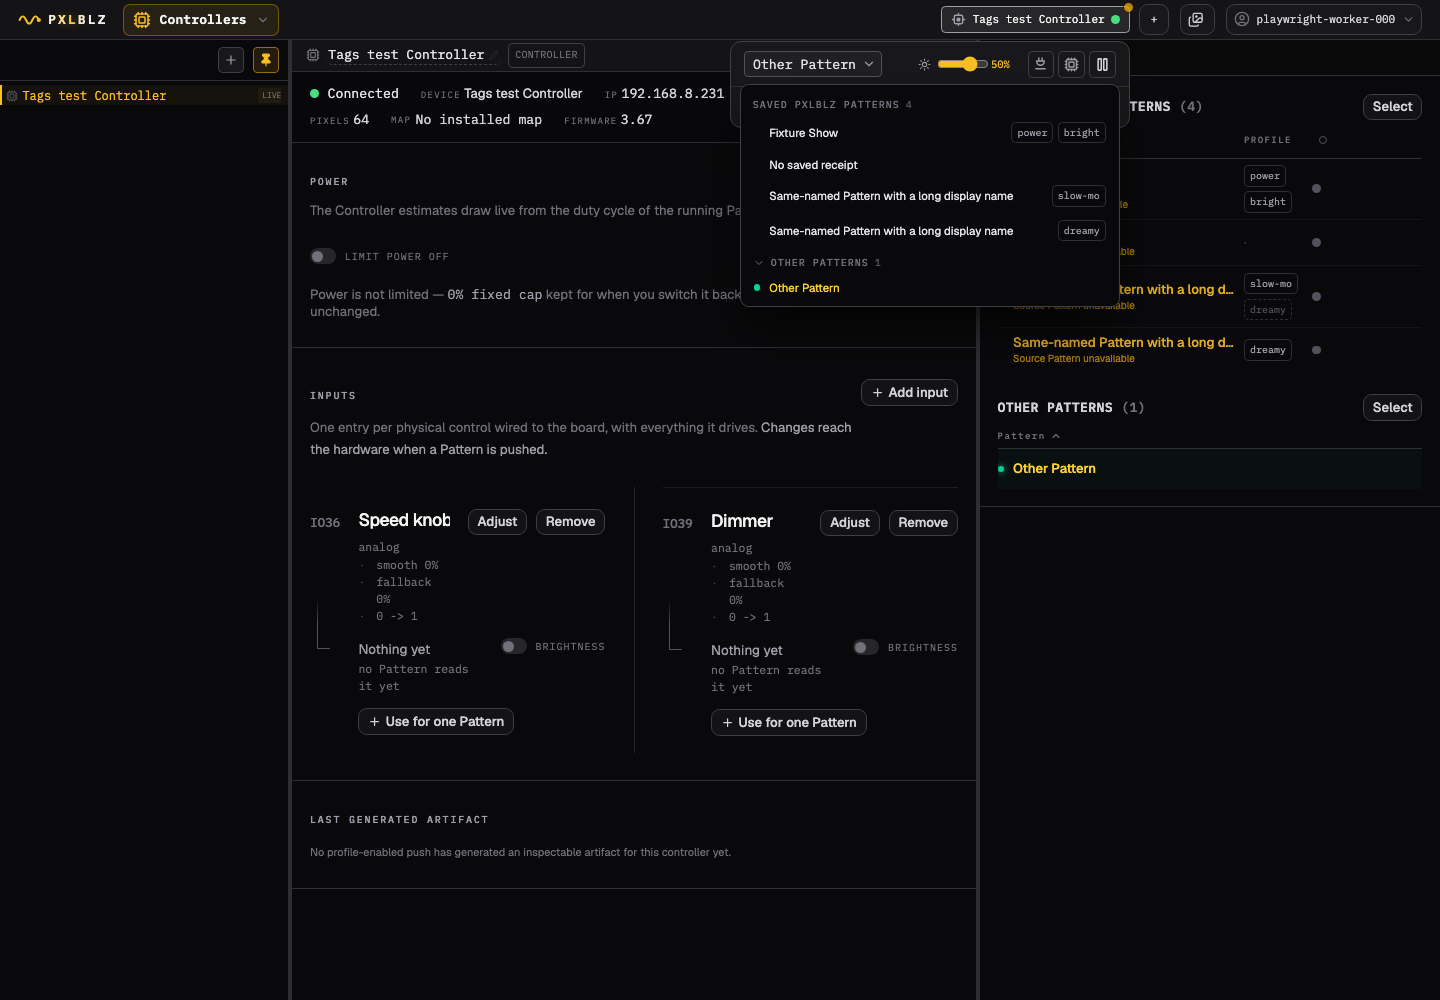 PXLBLZ
Controllers
Tags test Controller
+
playwright-worker-000
Tags test Controller
LIVE
Tags test Controller
CONTROLLER
Connected
DEVICE Tags test Controller
IP 192.168.8.231
PIXELS 64
MAP No installed map
FIRMWARE 3.67
POWER
The Controller estimates draw live from the duty cycle of the running Pa
LIMIT POWER OFF
Power is not limited — 0% fixed cap kept for when you switch it back
unchanged.
INPUTS
+ Add input
One entry per physical control wired to the board, with everything it drives. Changes reach
the hardware when a Pattern is pushed.
IO36
Speed knob
Adjust
Remove
analog
· smooth 0%
· fallback
0%
· 0 -> 1
Nothing yet
BRIGHTNESS
no Pattern reads
it yet
+ Use for one Pattern
IO39
Dimmer
Adjust
Remove
analog
· smooth 0%
· fallback
0%
· 0 -> 1
Nothing yet
BRIGHTNESS
no Pattern reads
it yet
+ Use for one Pattern
LAST GENERATED ARTIFACT
No profile-enabled push has generated an inspectable artifact for this controller yet.
Other Pattern
50%
SAVED PXLBLZ PATTERNS 4
Fixture Show
power
bright
No saved receipt
Same-named Pattern with a long display name
slow-mo
Same-named Pattern with a long display name
dreamy
OTHER PATTERNS 1
Other Pattern
TERNS (4)
Select
PROFILE
power
bright
le
-
ble
tern with a long d...
slow-mo
dreamy
Source Pattern unavailable
Same-named Pattern with a long d...
Source Pattern unavailable
dreamy
OTHER PATTERNS (1)
Select
Pattern
Other Pattern